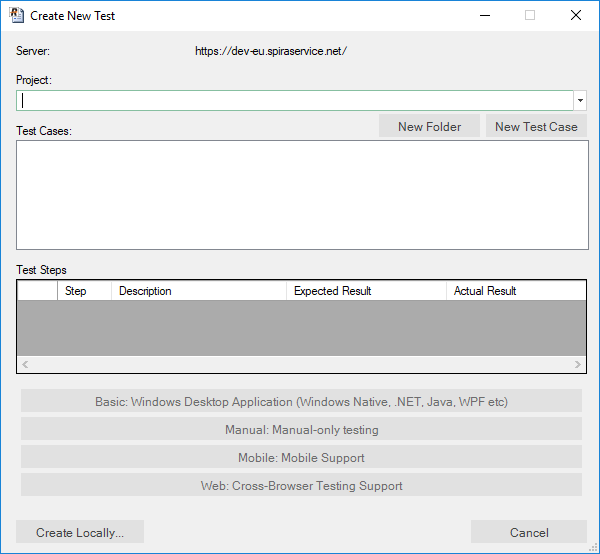 Create New Test
Server: https://dev-eu.spiraservice.net/
Project:
New Folder New Test Case
Test Cases:
Test Steps
Step Description Expected Result Actual Result
Basic: Windows Desktop Application (Windows Native, .NET, Java, WPF etc)
Manual: Manual-only testing
Mobile: Mobile Support
Web: Cross-Browser Testing Support
Create Locally... Cancel